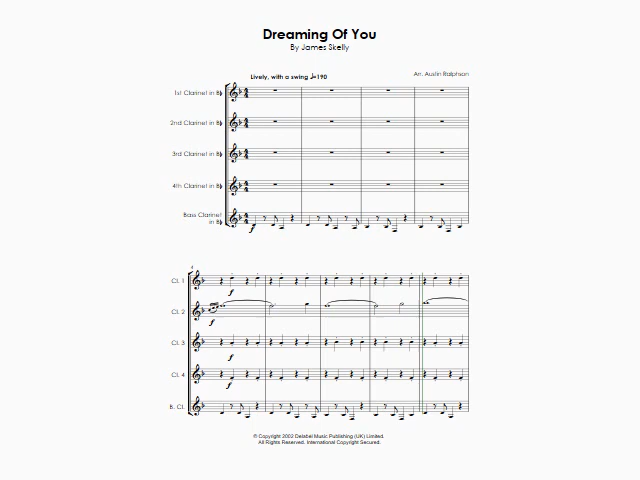 Dreaming Of You
By James Skelly
Lively, with a swing ♩=190
Arr. Austin Ralphson
1st Clarinet in B♭
2nd Clarinet in B♭
3rd Clarinet in B♭
4th Clarinet in B♭
Bass Clarinet
in B♭
f
Cl. 1
f
Cl. 2
f
Cl. 3
f
Cl. 4
f
B. Cl.
© Copyright 2002 Delabel Music Publishing (UK) Limited.
All Rights Reserved. International Copyright Secured.